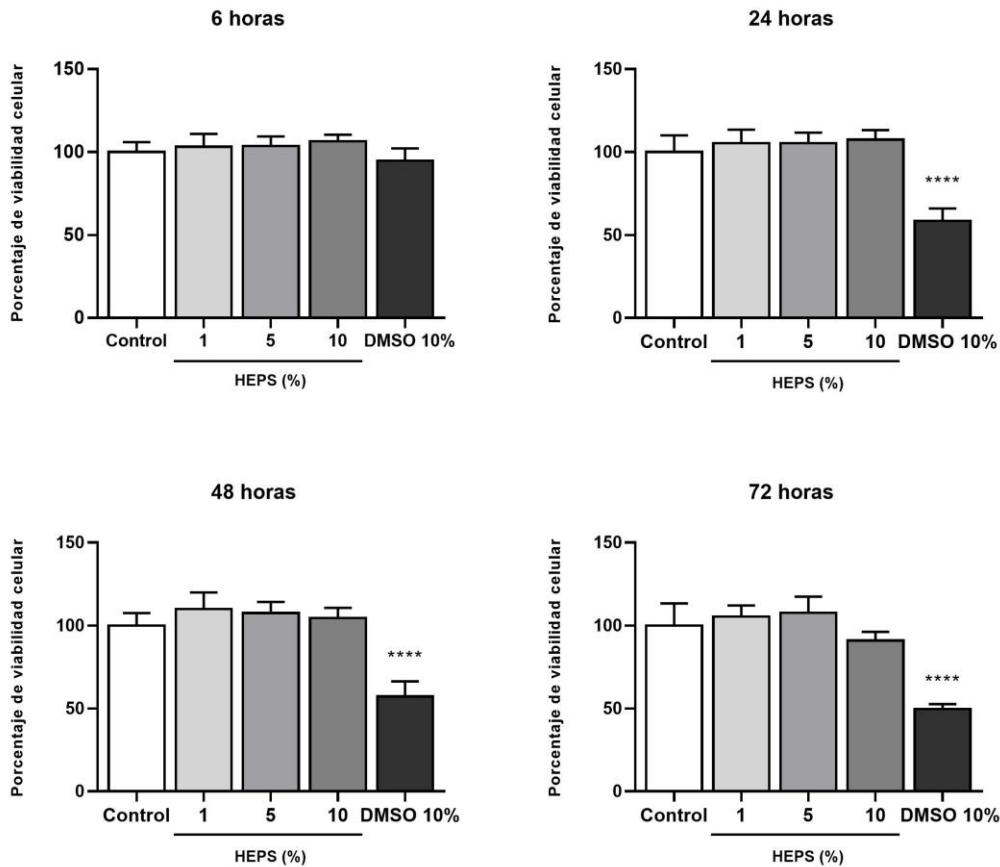 6 horas
Porcentaje de viabilidad celular
150
100
50
0
Control 1 5 10 DMSO 10%
HEPS (%)
24 horas
Porcentaje de viabilidad celular
150
100
50
0
****
Control 1 5 10 DMSO 10%
HEPS (%)
48 horas
Porcentaje de viabilidad celular
150
100
50
0
****
Control 1 5 10 DMSO 10%
HEPS (%)
72 horas
Porcentaje de viabilidad celular
150
100
50
0
****
Control 1 5 10 DMSO 10%
HEPS (%)